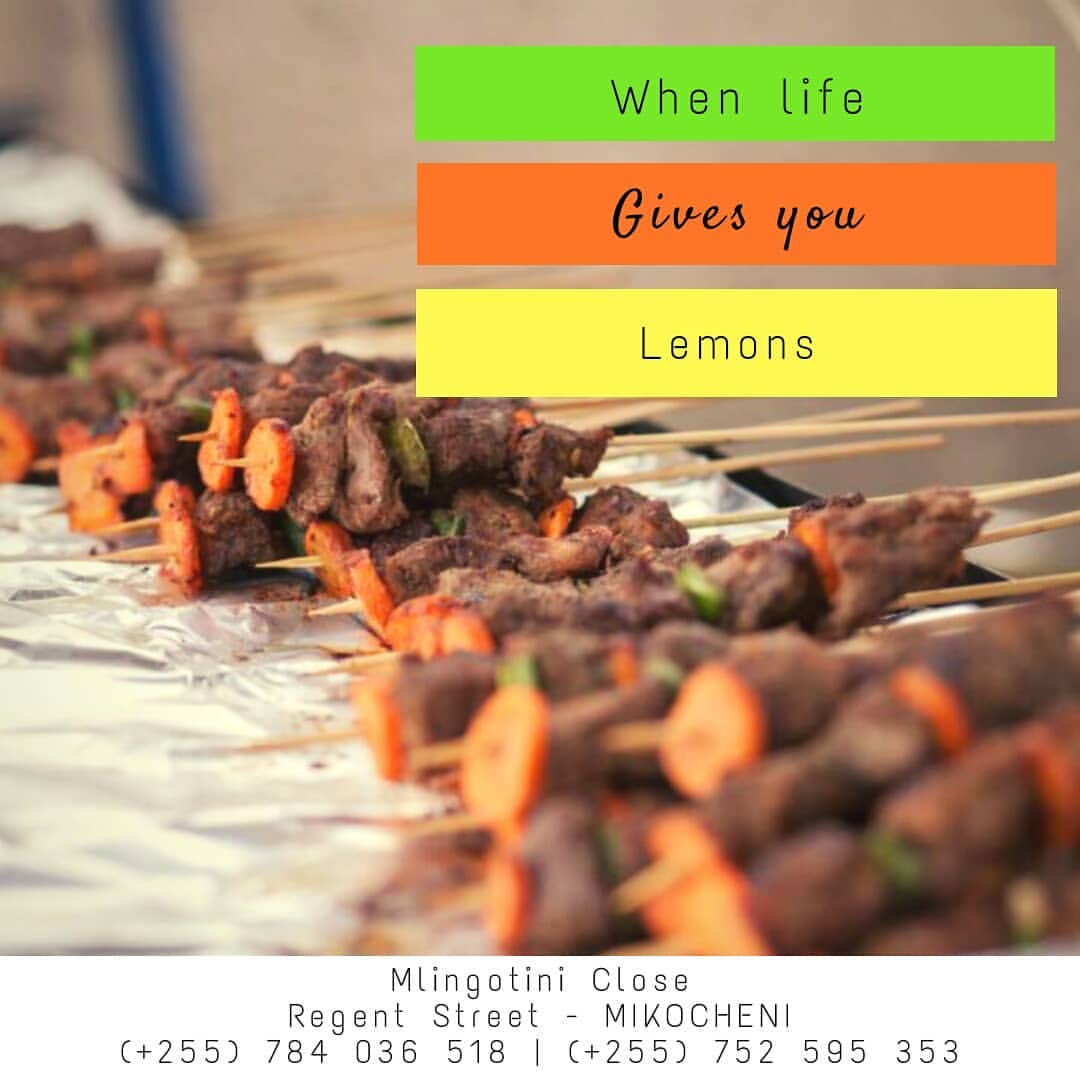 When life
Gives you
Lemons
Mlingotini Close
Regent Street - MIKOCHENI
(+255) 784 036 518 | (+255) 752 595 353